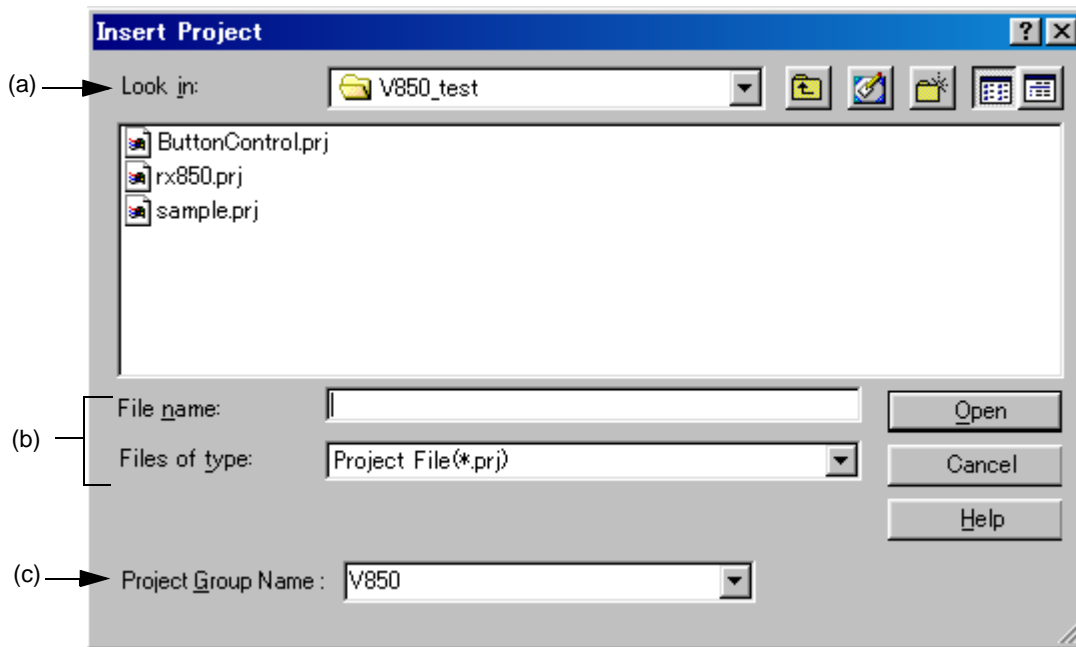 Insert Project
(a) Look in: V850_test
ButtonControl.prj
rx850.prj
sample.prj
(b)
File name: Open
Files of type: Project File(*.prj) Cancel
Help
(c) Project Group Name : V850